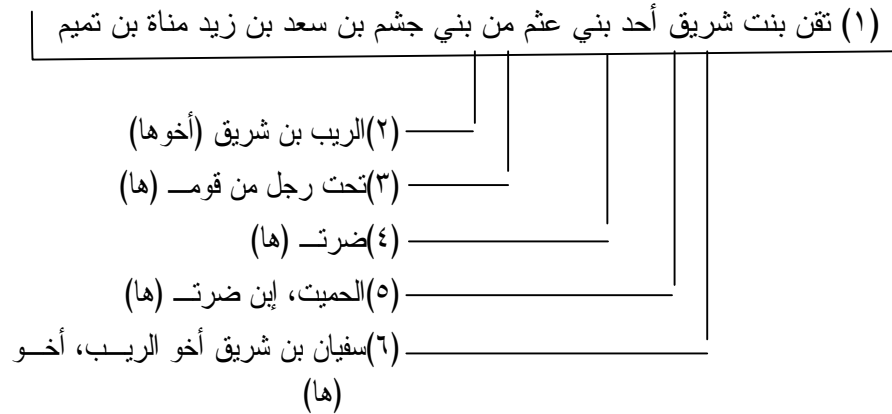 (١) تقن بنت شريق أحد بني عثم من بني جشم بن سعد بن زيد مناة بن تميم
(٢)الريب بن شريق (أخوها)
(٣)تحت رجل من قومـــ (ها)
(٤)ضرتـــ (ها)
(٥)الحميت، إبن ضرتـــ (ها)
(٦)سفيان بن شريق أخو الريـــب، أخـــو
(ها)